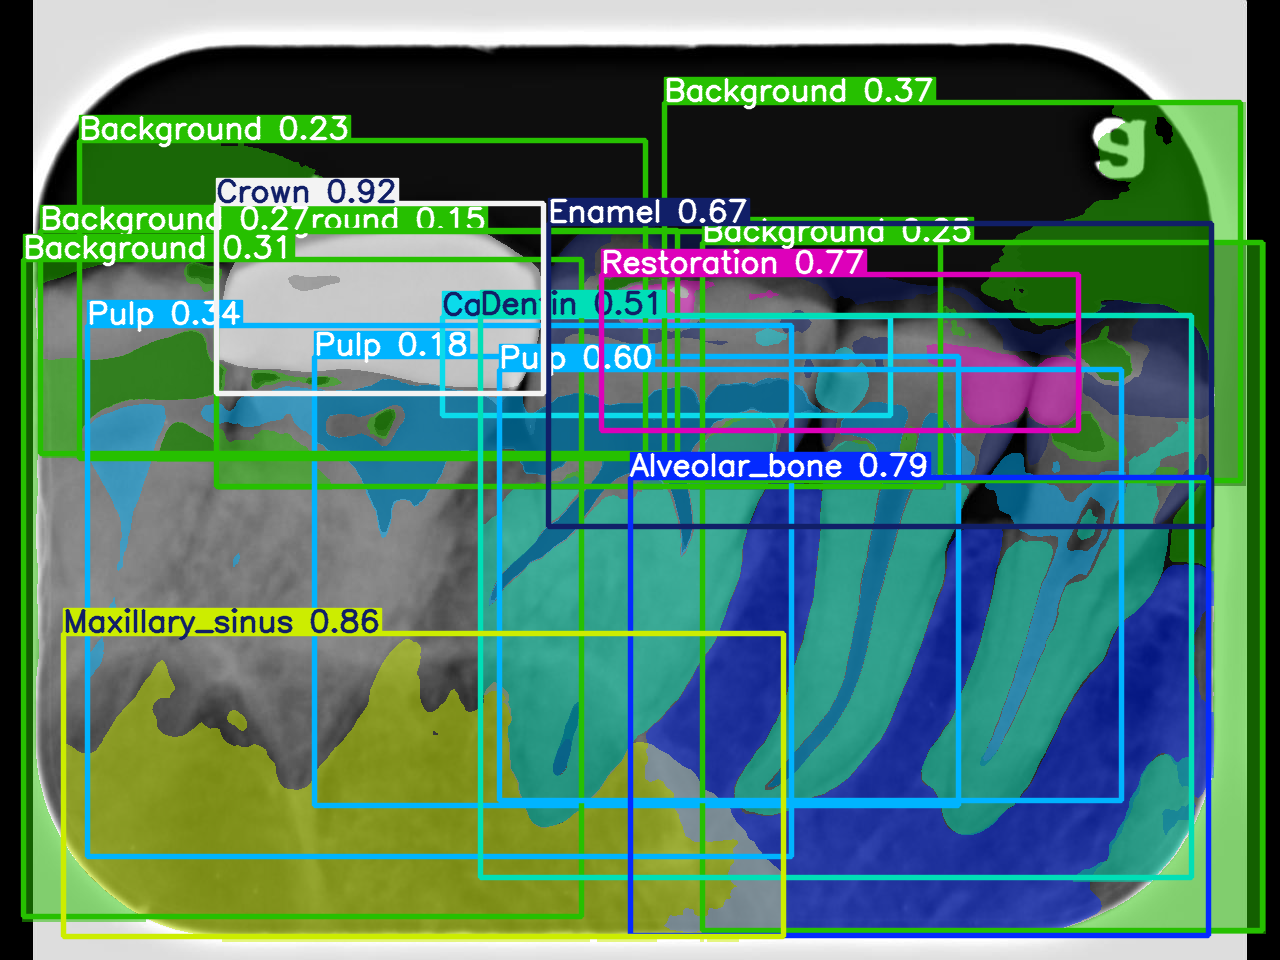 Background 0.37
Background 0.23
g
Crown 0.92
Enamel 0.67
Background 0.27
round 0.15
Background 0.25
Background 0.31
Restoration 0.77
CaDentin 0.51
Pulp 0.34
Pulp 0.18
Pulp 0.60
Alveolar_bone 0.79
Maxillary_sinus 0.86